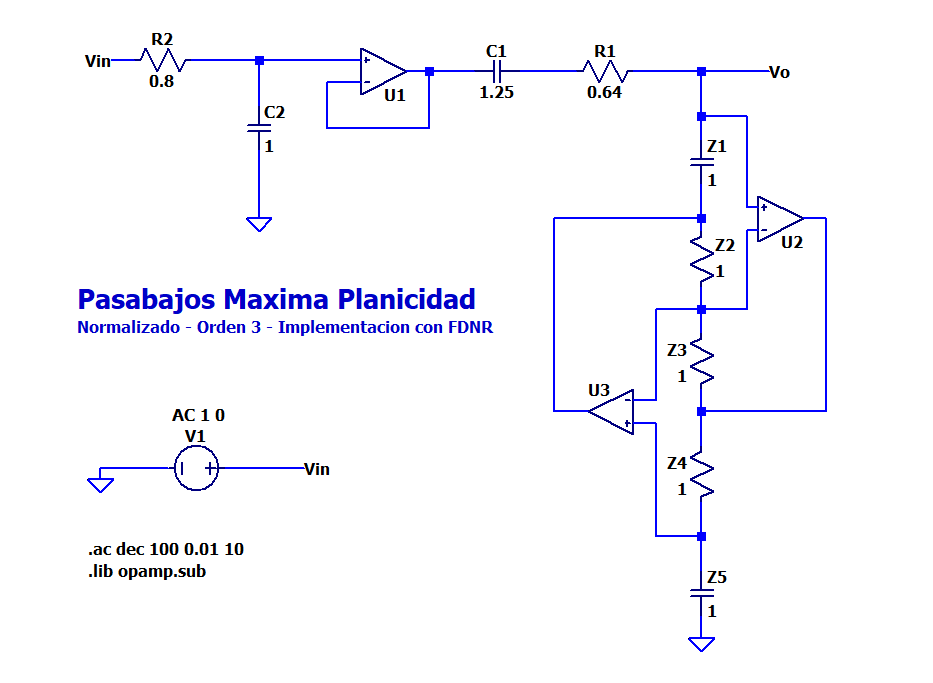 R2
Vin
0.8
C2
1
U1
C1
1.25
R1
0.64
Vo
Z1
1
Z2
1
U2
Z3
1
U3
Z4
1
Z5
1
Pasabajos Maxima Planicidad
Normalizado - Orden 3 - Implementacion con FDNR
AC 1 0
V1
Vin
.ac dec 100 0.01 10
.lib opamp.sub